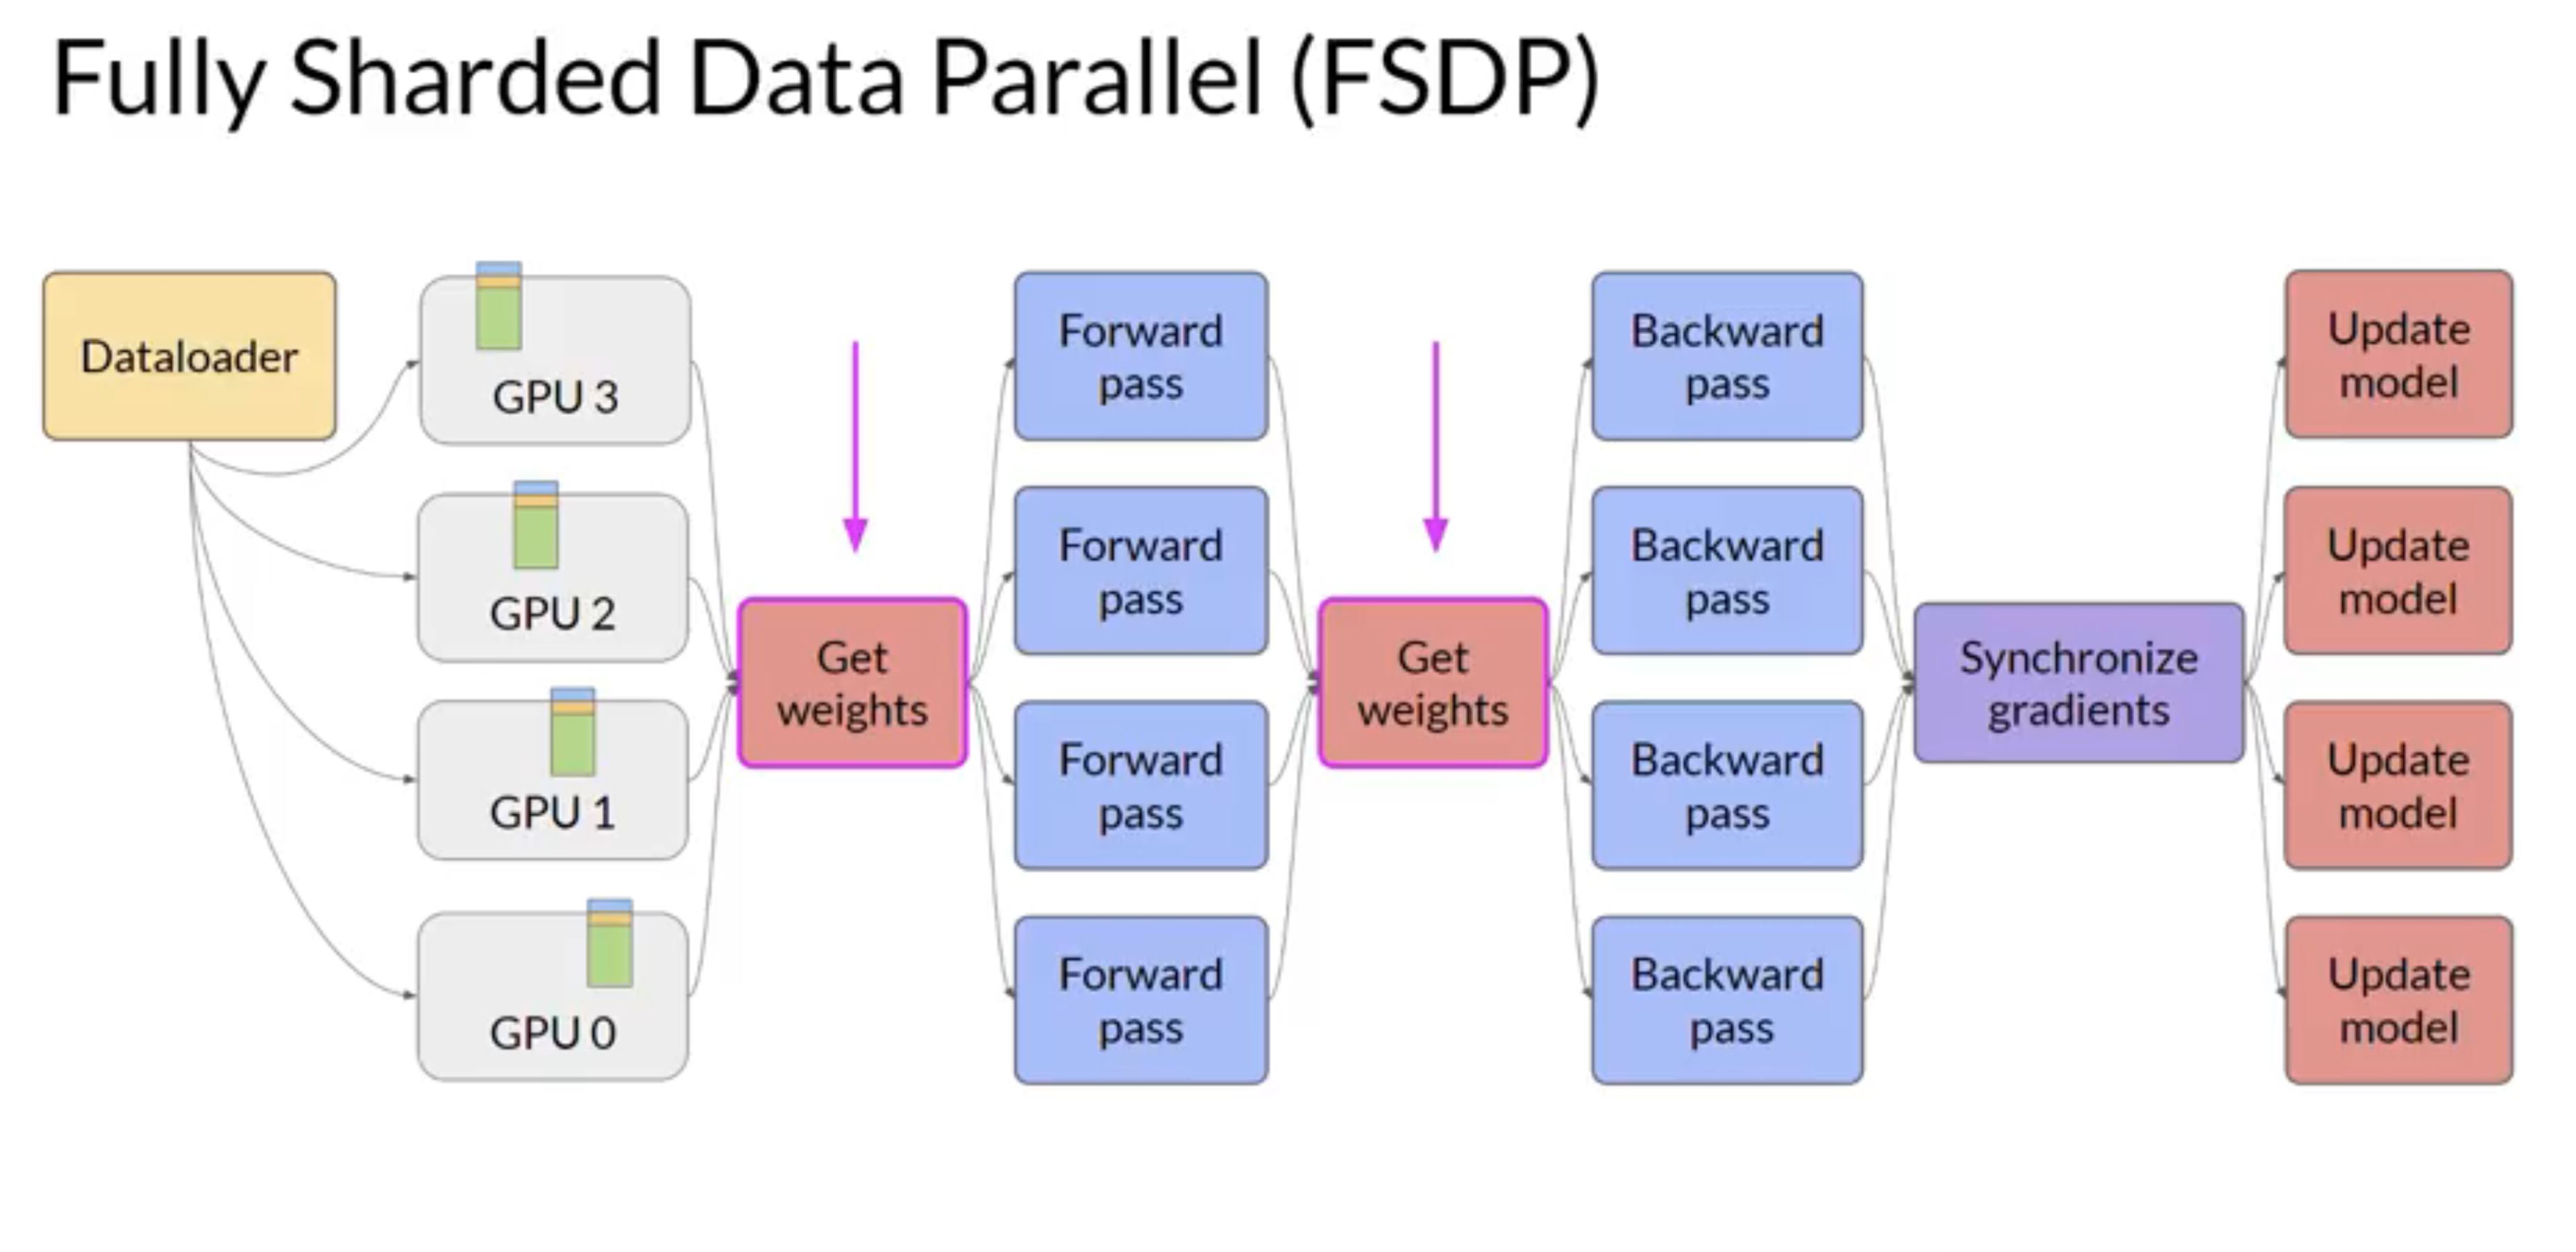 Fully Sharded Data Parallel (FSDP)
Dataloader
GPU 3
GPU 2
GPU 1
GPU 0
Get
weights
Forward
pass
Forward
pass
Forward
pass
Forward
pass
Get
weights
Backward
pass
Backward
pass
Backward
pass
Backward
pass
Synchronize
gradients
Update
model
Update
model
Update
model
Update
model